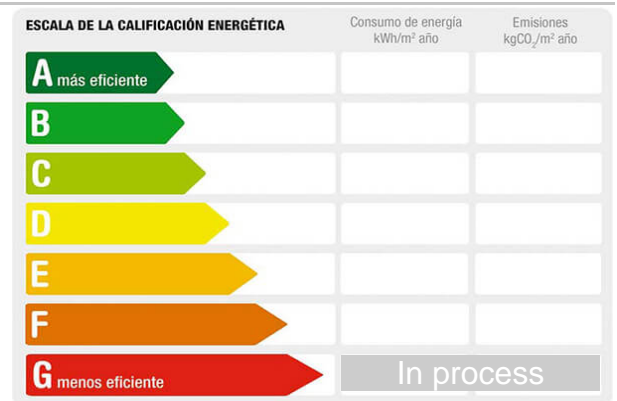 ESCALA DE LA CALIFICACIÓN ENERGÉTICA
Consumo de energía
kWh/m² año
Emisiones
kgCO₂/m² año
A más eficiente
B
C
D
E
F
G menos eficiente
In process